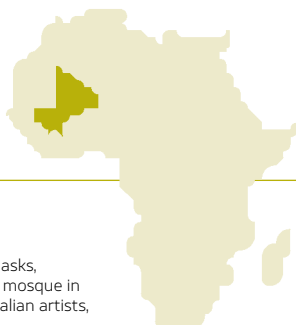 asks,
mosque in
alian artists,